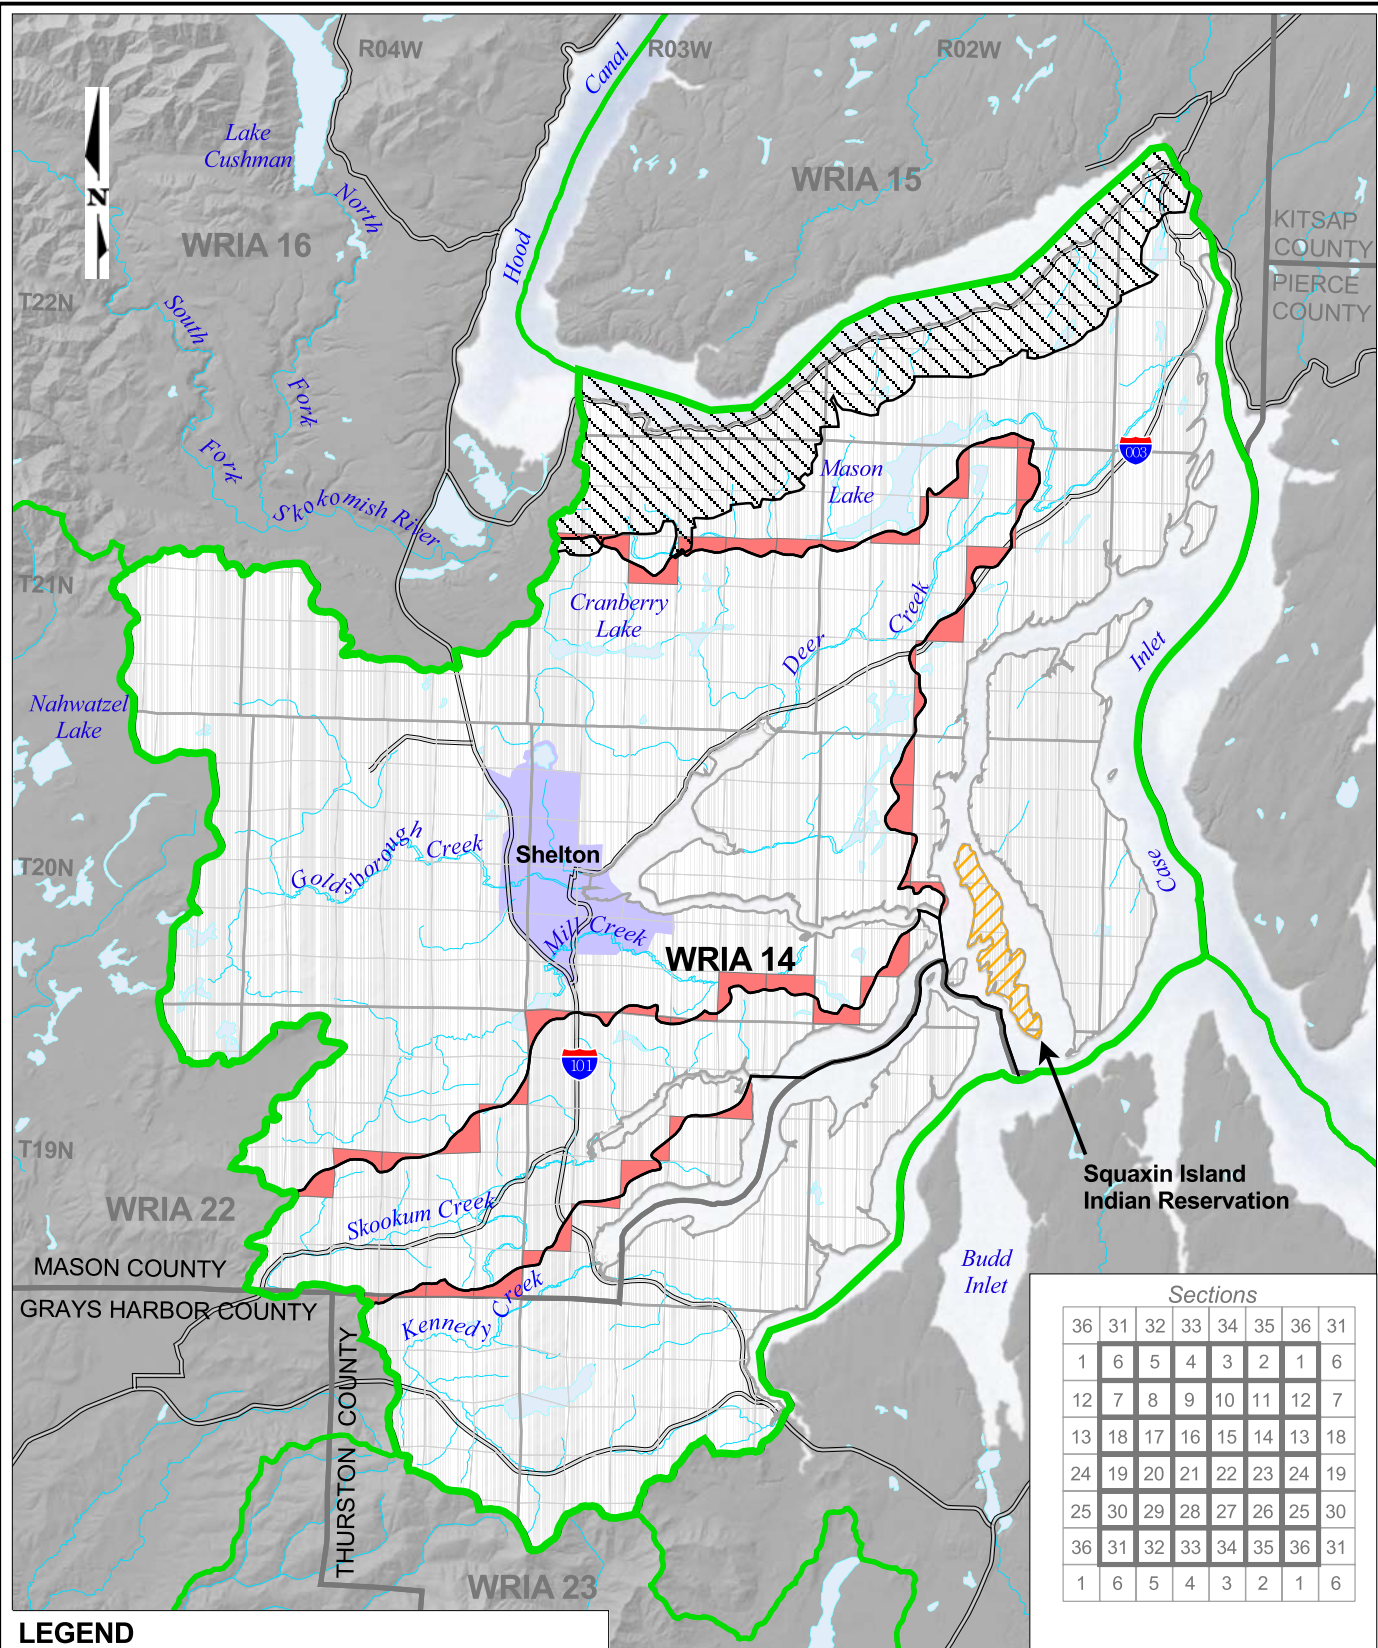 R04W
R03W
R02W
Canal
Lake
Cushman
North
WRIA 15
WRIA 16
Hood
KITSAP
COUNTY
PIERCE
COUNTY
N
T22N
South
Fork
Fork
003
Mason
Lake
Skokomish River
T21N
Cranberry
Lake
Creek
Deer
Inlet
Nahwatzel
Lake
Goldsborough
Creek
Shelton
T20N
Case
Mill Creek
WRIA 14
101
T19N
Squaxin Island
Indian Reservation
WRIA 22
Skookum Creek
MASON COUNTY
GRAYS HARBOR COUNTY
Budd
Inlet
Kennedy
Creek
THURSTON COUNTY
WRIA 23
Sections
36 31 32 33 34 35 36 31
1 6 5 4 3 2 1 6
12 7 8 9 10 11 12 7
13 18 17 16 15 14 13 18
24 19 20 21 22 23 24 19
25 30 29 28 27 26 25 30
36 31 32 33 34 35 36 31
1 6 5 4 3 2 1 6
LEGEND